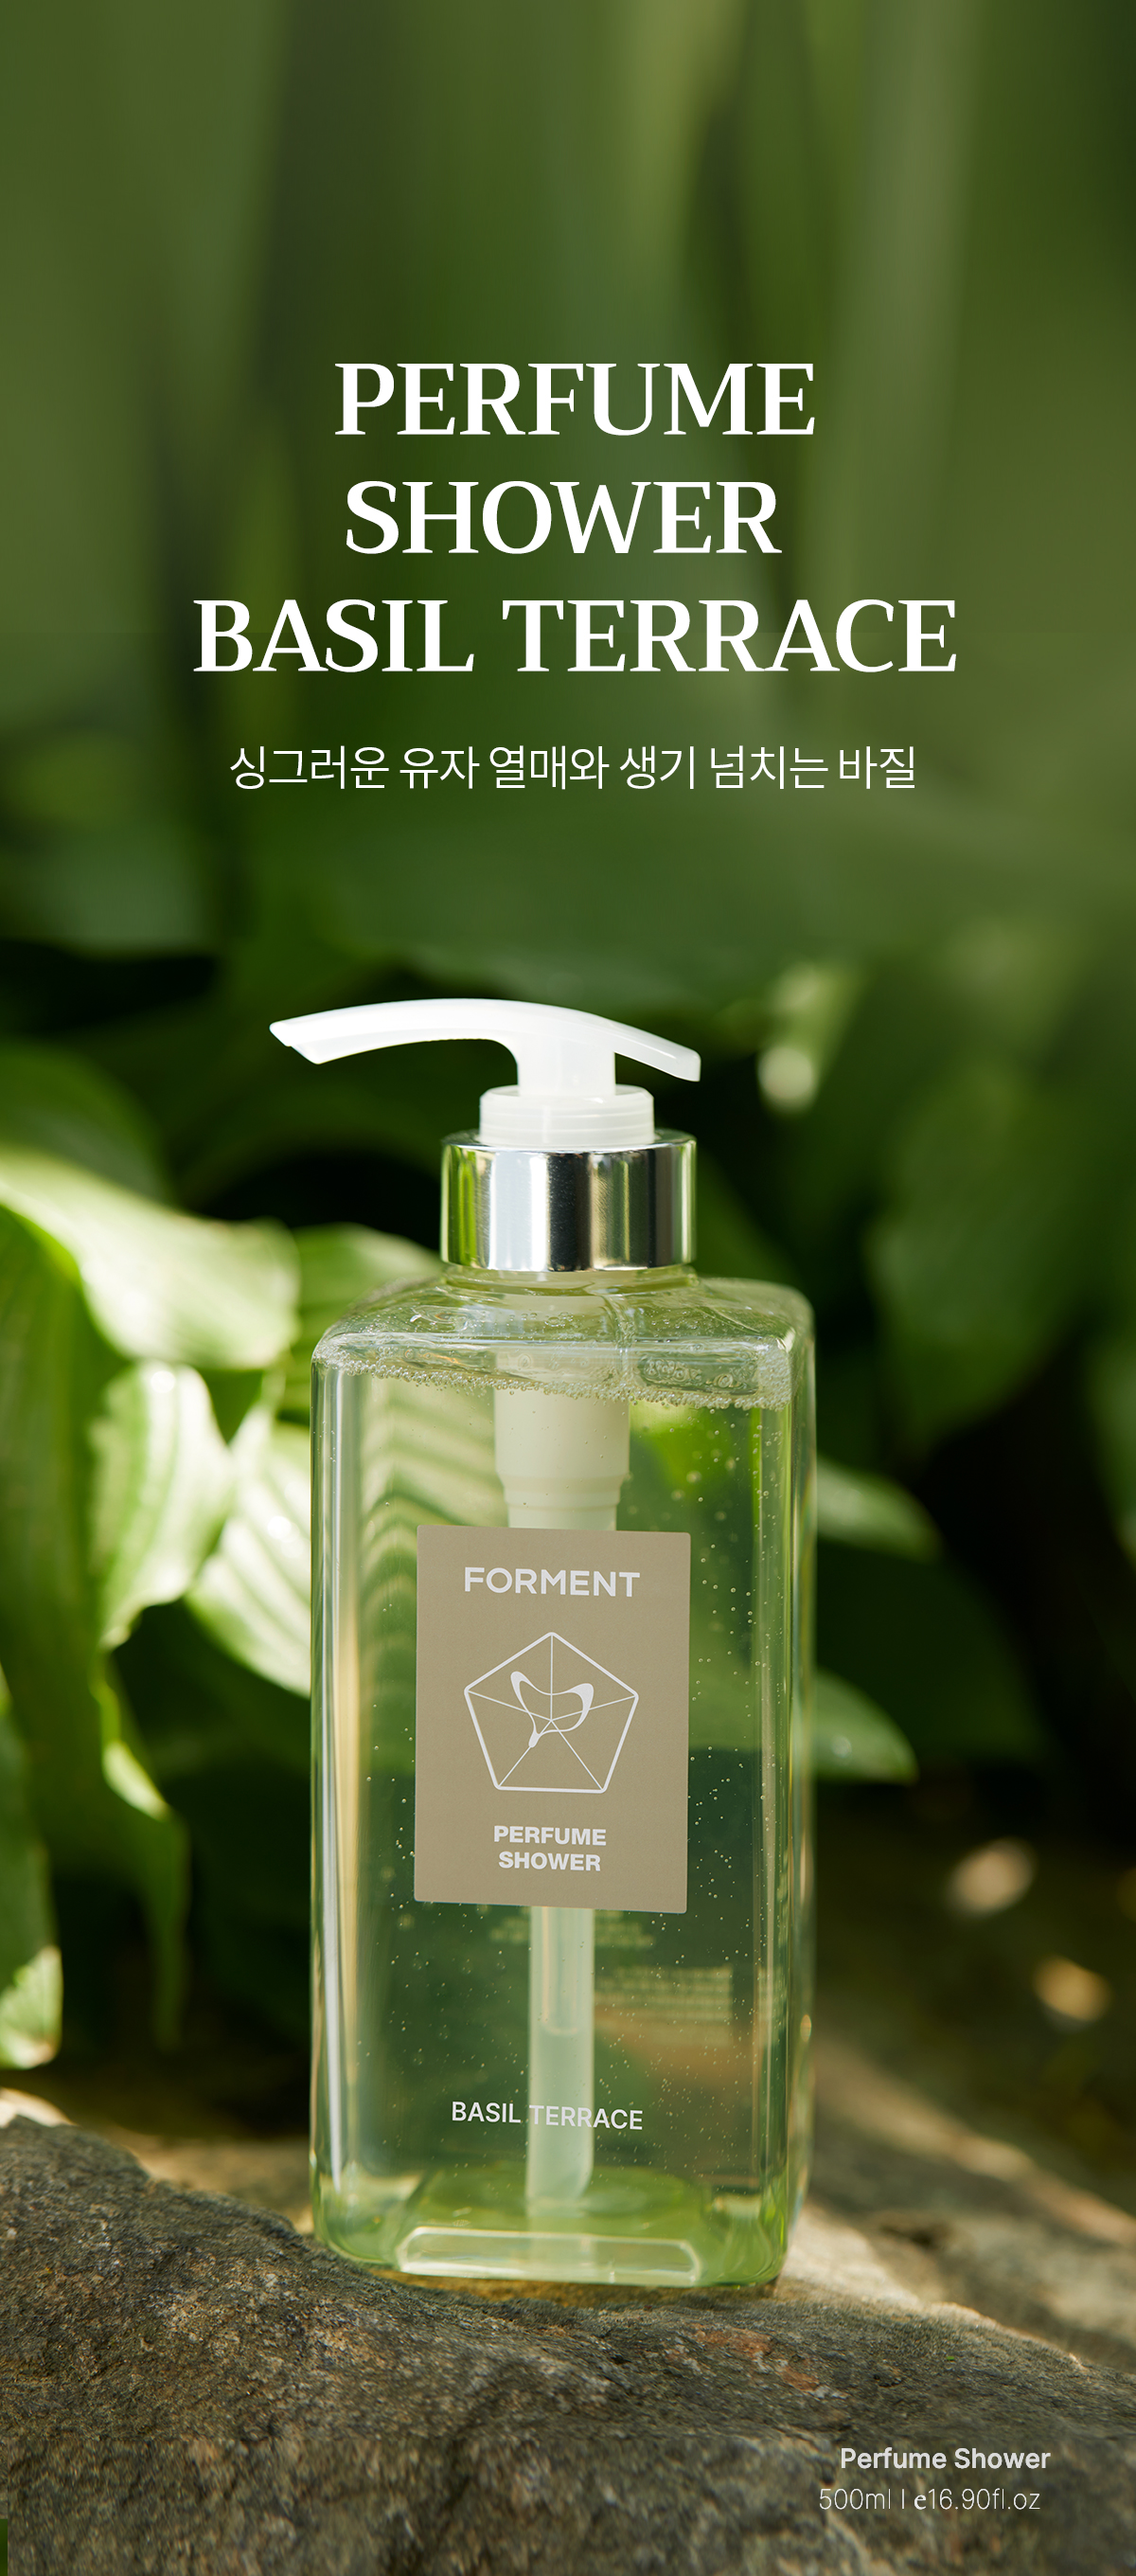 PERFUME
SHOWER
BASIL TERRACE
싱그러운 유자 열매와 생기 넘치는 바질
FORMENT
PERFUME
SHOWER
BASIL TERRACE
Perfume Shower
500ml l e16.90fl.oz